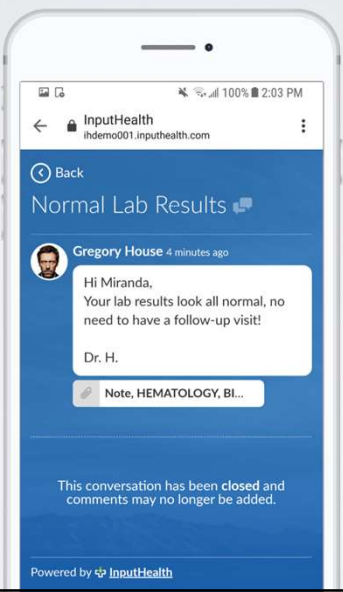 100% 2:03 PM
InputHealth
ihdemo001.inputhealth.com
Back
Normal Lab Results
Gregory House 4 minutes ago
Hi Miranda,
Your lab results look all normal, no
need to have a follow-up visit!
Dr. H.
Note, HEMATOLOGY, BI...
This conversation has been closed and
comments may no longer be added.
Powered by InputHealth